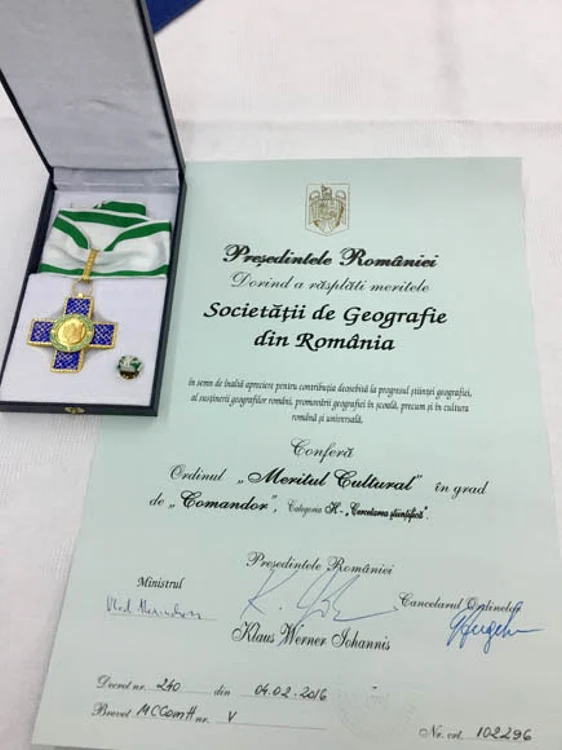 Președintele României
Dorind a răsplăti meritele
Societății de Geografie
din România
în semn de înaltă apreciere pentru contribuția deosebită la progresul științei geografiei,
al susținerii geografilor români, promovării geografiei în școală, precum și în cultura
română și universală,
Conferă
Ordinul „Meritul Cultural" în grad
de „Comandor", Categoria H - „Cercetarea științifică".
Președintele României
Ministrul
Cancelarul Ordinelor
Klaus Werner Iohannis
Decret nr. 240 din 04.02.2016
Brevet MCComH nr. V
Nr. crt. 102296